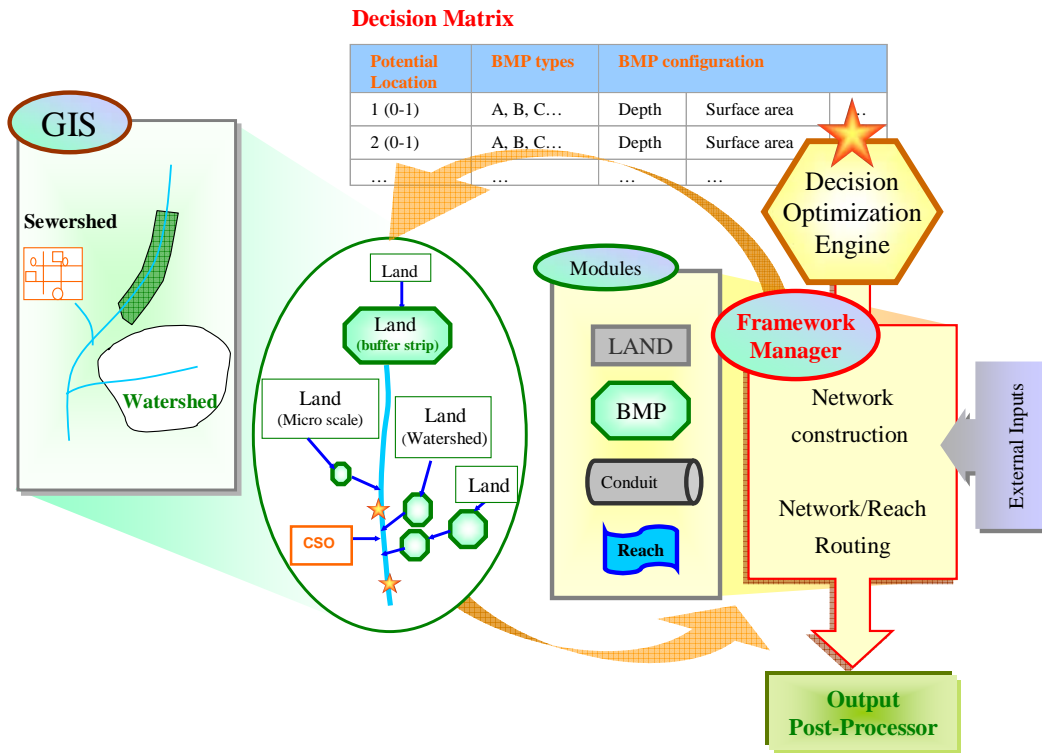 Decision Matrix
Potential Location BMP types BMP configuration
1 (0-1) A, B, C… Depth Surface area …
2 (0-1) A, B, C… Depth Surface area
… … … …
GIS
Sewershed
Watershed
Land
Land
(buffer strip)
Land
(Micro scale)
Land
(Watershed)
Land
CSO
Modules
LAND
BMP
Conduit
Reach
Decision
Optimization
Engine
Framework
Manager
Network
construction
Network/Reach
Routing
External Inputs
Output
Post-Processor